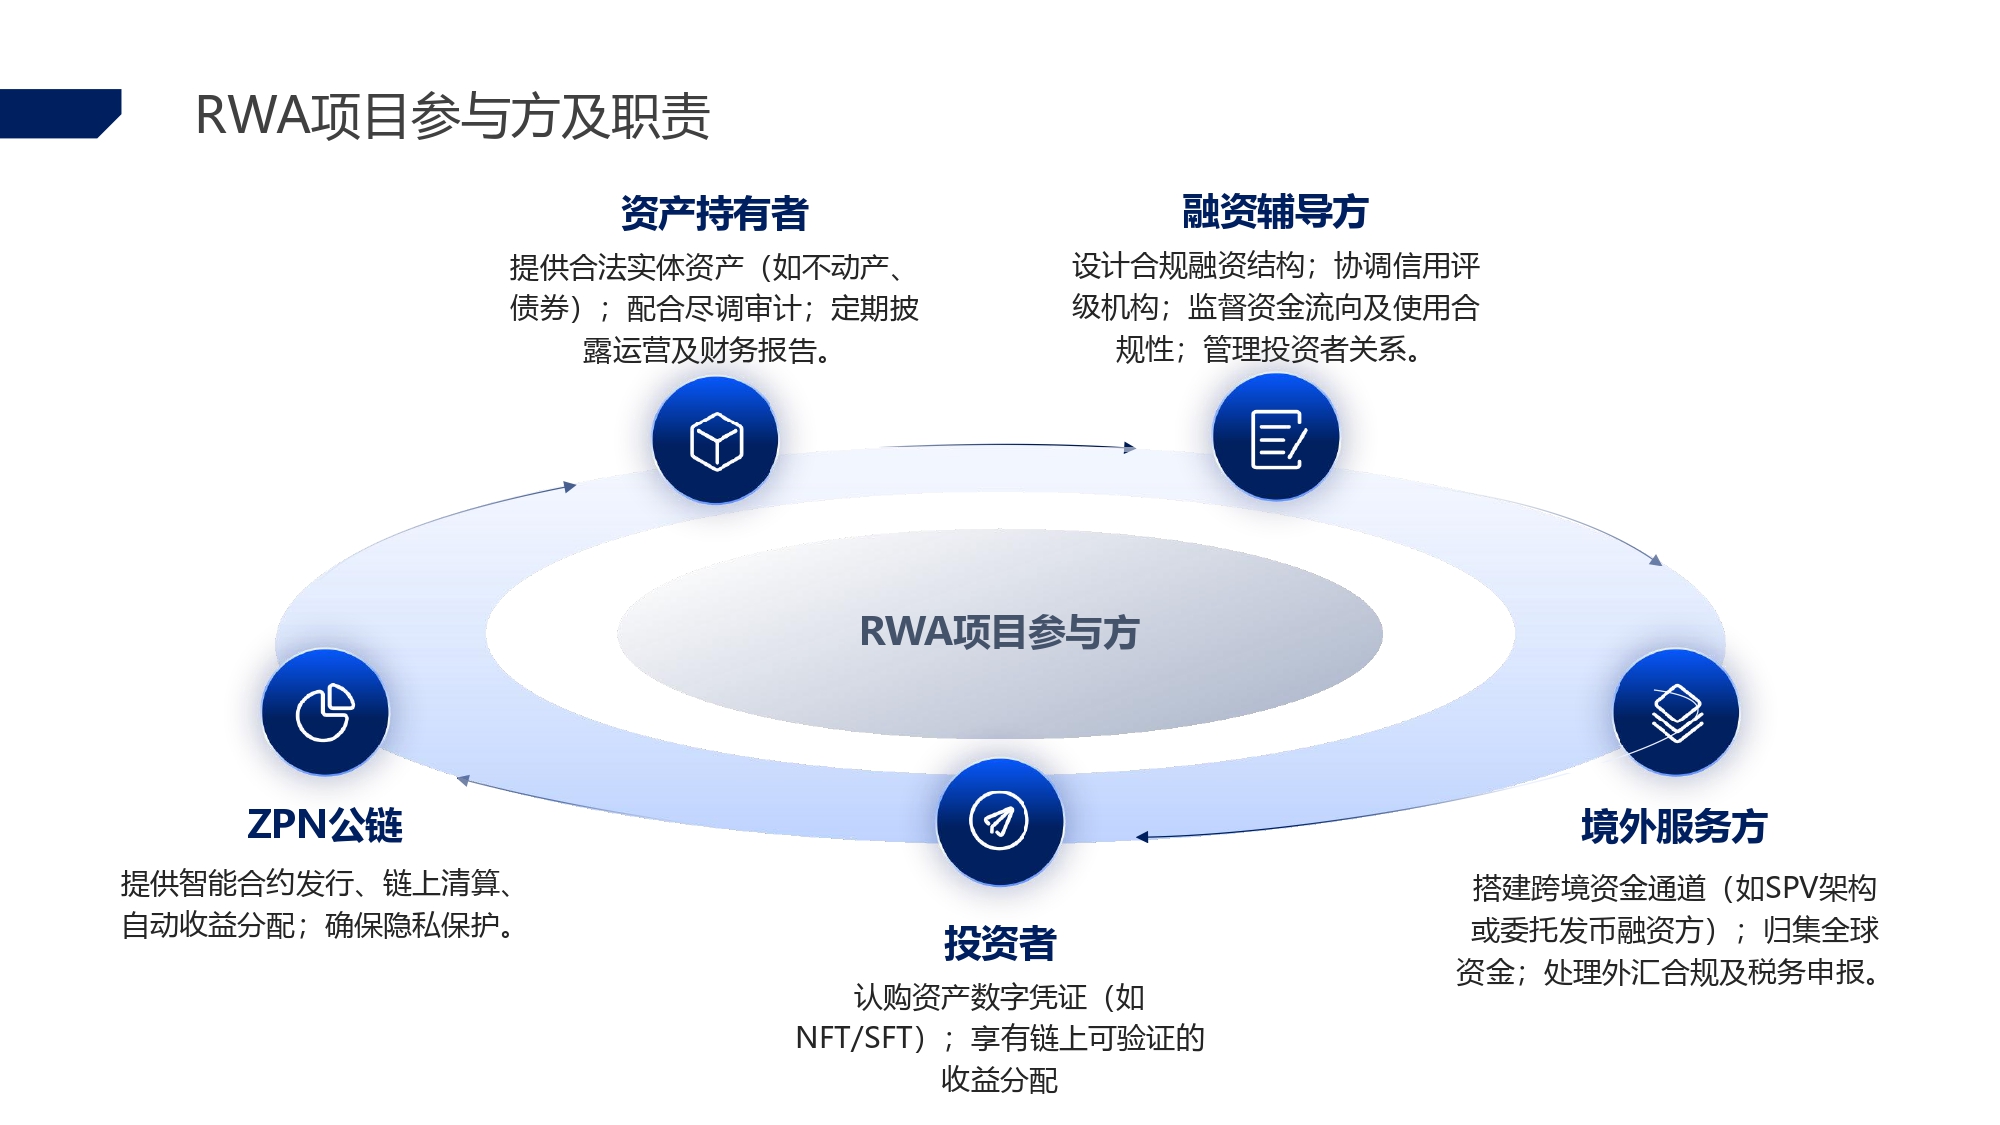 RWA项目参与方及职责
资产持有者
提供合法实体资产（如不动产、
债券）；配合尽调审计；定期披
露运营及财务报告。
融资辅导方
设计合规融资结构；协调信用评
级机构；监督资金流向及使用合
规性；管理投资者关系。
RWA项目参与方
ZPN公链
提供智能合约发行、链上清算、
自动收益分配；确保隐私保护。
投资者
认购资产数字凭证（如
NFT/SFT）；享有链上可验证的
收益分配
境外服务方
搭建跨境资金通道（如SPV架构
或委托发币融资方）；归集全球
资金；处理外汇合规及税务申报。